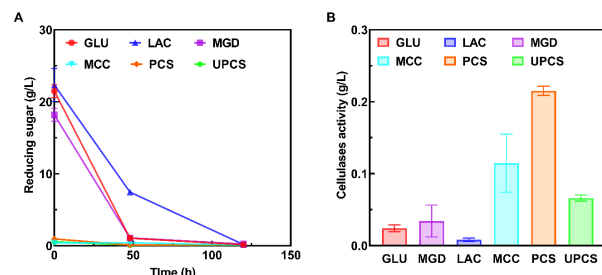 A
GLU LAC MGD
MCC PCS UPCS
Reducing sugar (g/L)
30
20
10
0
0 50 100 150
TIme (h)
B
GLU LAC MGD
MCC PCS UPCS
Cellulases activity (g/L)
0.3
0.2
0.1
0.0
GLU MGD LAC MCC PCS UPCS